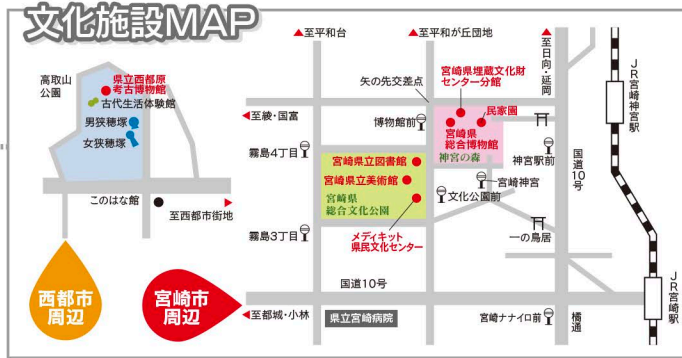 文化施設MAP
高取山
公園
県立西都原
考古博物館
古代生活体験館
男狭穂塚
女狭穂塚
このはな館
至西都市街地
西都市
周辺
宮崎市
周辺
至平和台
至平和が丘団地
至日向・延岡
矢の先交差点
宮崎県埋蔵文化財
センター分館
民家園
至綾・国富
博物館前
宮崎県
総合博物館
神宮の森
霧島4丁目
宮崎県立図書館
宮崎県立美術館
宮崎県
総合文化公園
宮崎神宮
神宮駅前
文化公園前
メディキット
県民文化センター
霧島3丁目
一の鳥居
国道10号
JR宮崎神宮駅
国道10号
至都城・小林
県立宮崎病院
宮崎ナナイロ前
橘通
JR宮崎駅